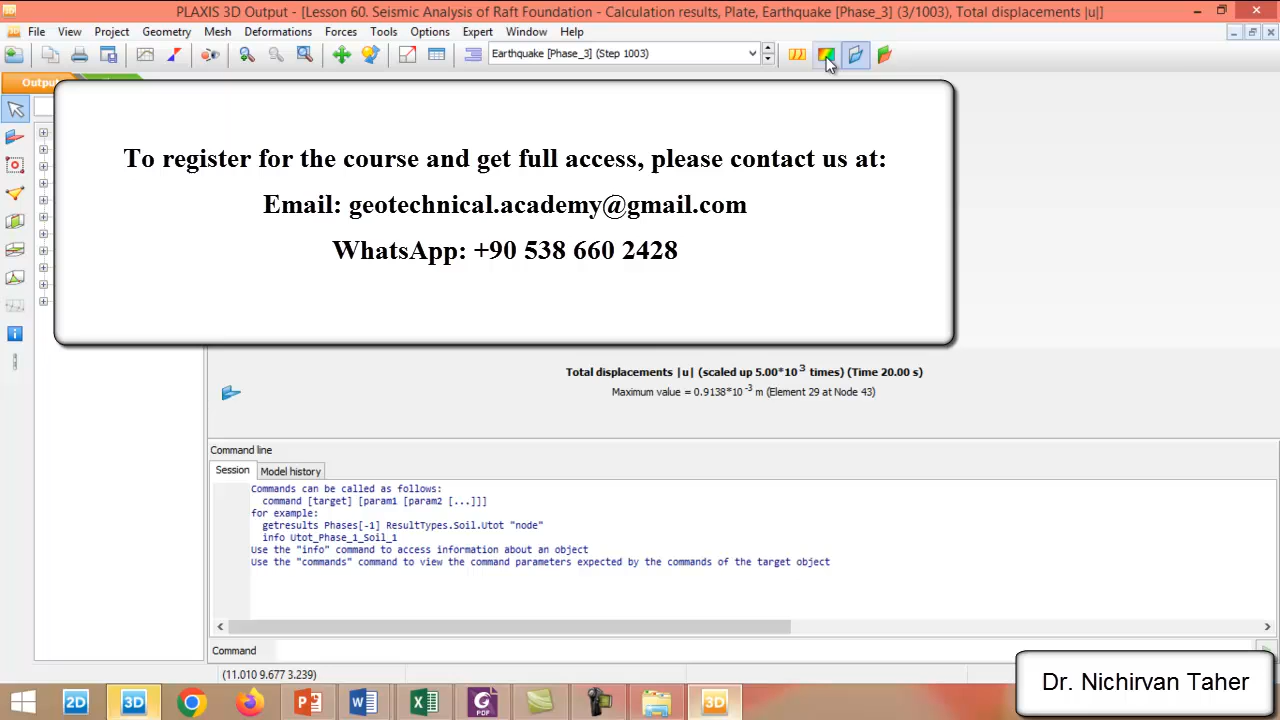 PLAXIS 3D Output - [Lesson 60. Seismic Analysis of Raft Foundation - Calculation results, Plate, Earthquake [Phase_3] (3/1003), Total displacements |u|]
File View Project Geometry Mesh Deformations Forces Tools Options Expert Window Help
Earthquake [Phase_3] (Step 1003)
Output
To register for the course and get full access, please contact us at:
Email: geotechnical.academy@gmail.com
WhatsApp: +90 538 660 2428
Total displacements |u| (scaled up 5.00*10 3 times) (Time 20.00 s)
Maximum value = 0.9138*10 -3 m (Element 29 at Node 43)
Command line
Session Model history
Commands can be called as follows:
command [target] [param1 [param2 [...]]]
for example:
getresults Phases[-1] ResultTypes.Soil.Utot "node"
info Utot_Phase_1_Soil_1
Use the "info" command to access information about an object
Use the "commands" command to view the command parameters expected by the commands of the target object
Command
(11.010 9.677 3.239)
Dr. Nichirvan Taher
2D 3D PDF 3D